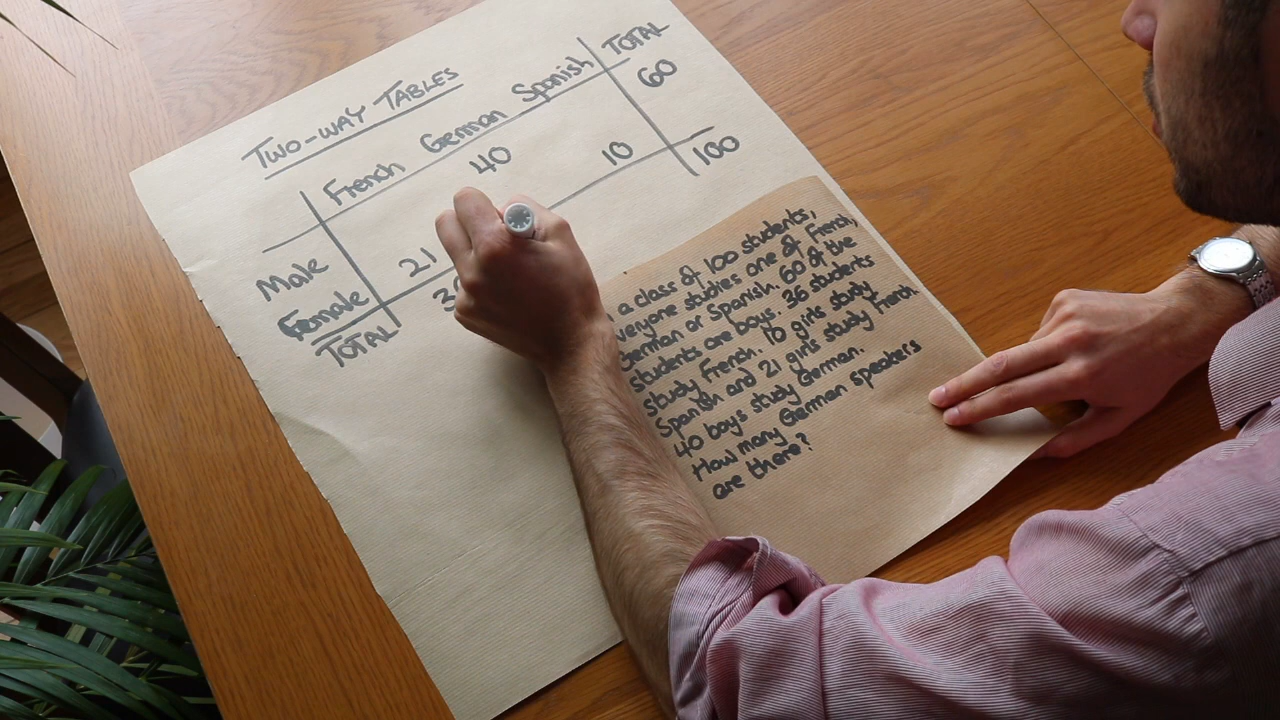 TWO-WAY TABLES
French German Spanish TOTAL
Male 40 60
Female 21 10
TOTAL 100
a class of 100 students,
everyone studies one of French,
German or Spanish. 60 of the
students are boys. 36 students
study French. 10 girls study
Spanish and 21 girls study French.
40 boys study German.
How many German speakers
are there?